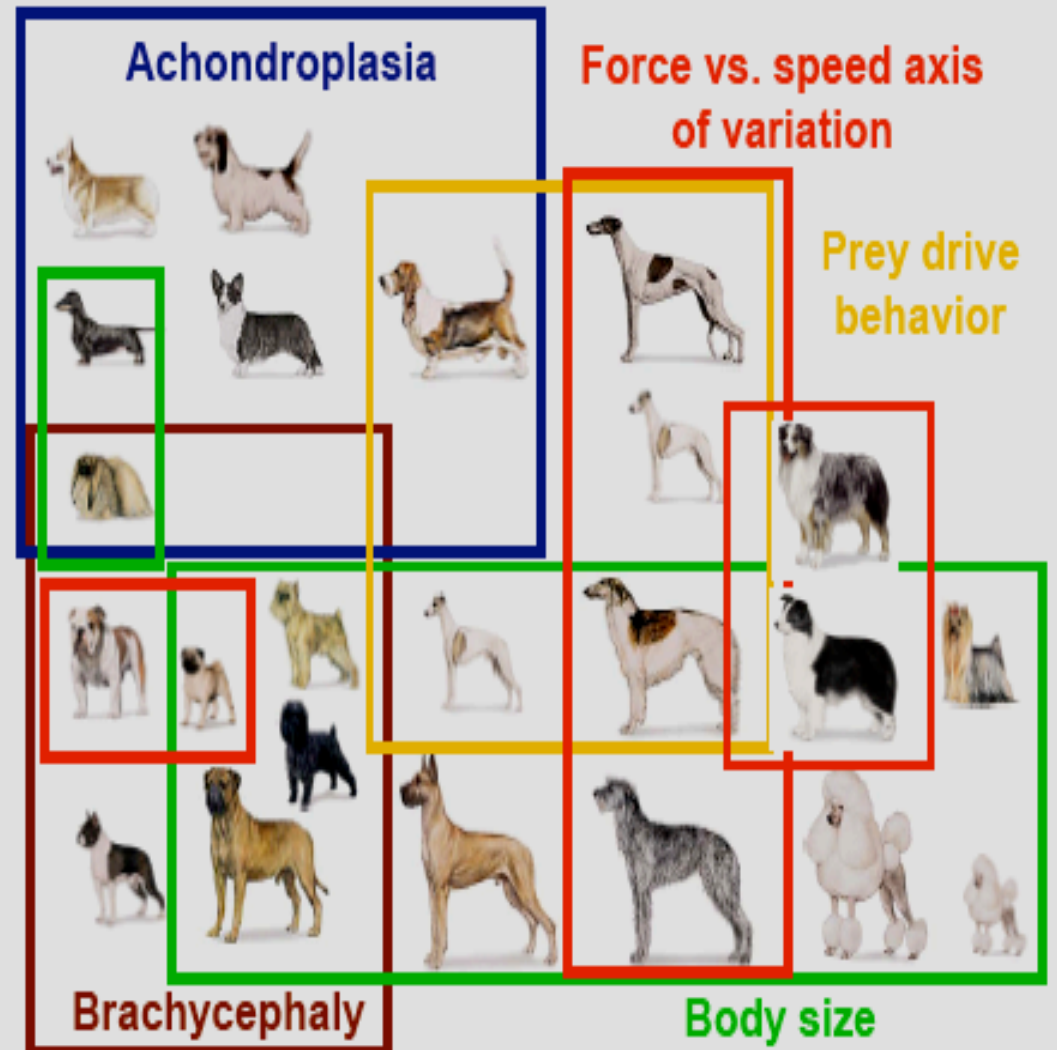 Achondroplasia
Force vs. speed axis
of variation
Prey drive
behavior
Brachycephaly
Body size